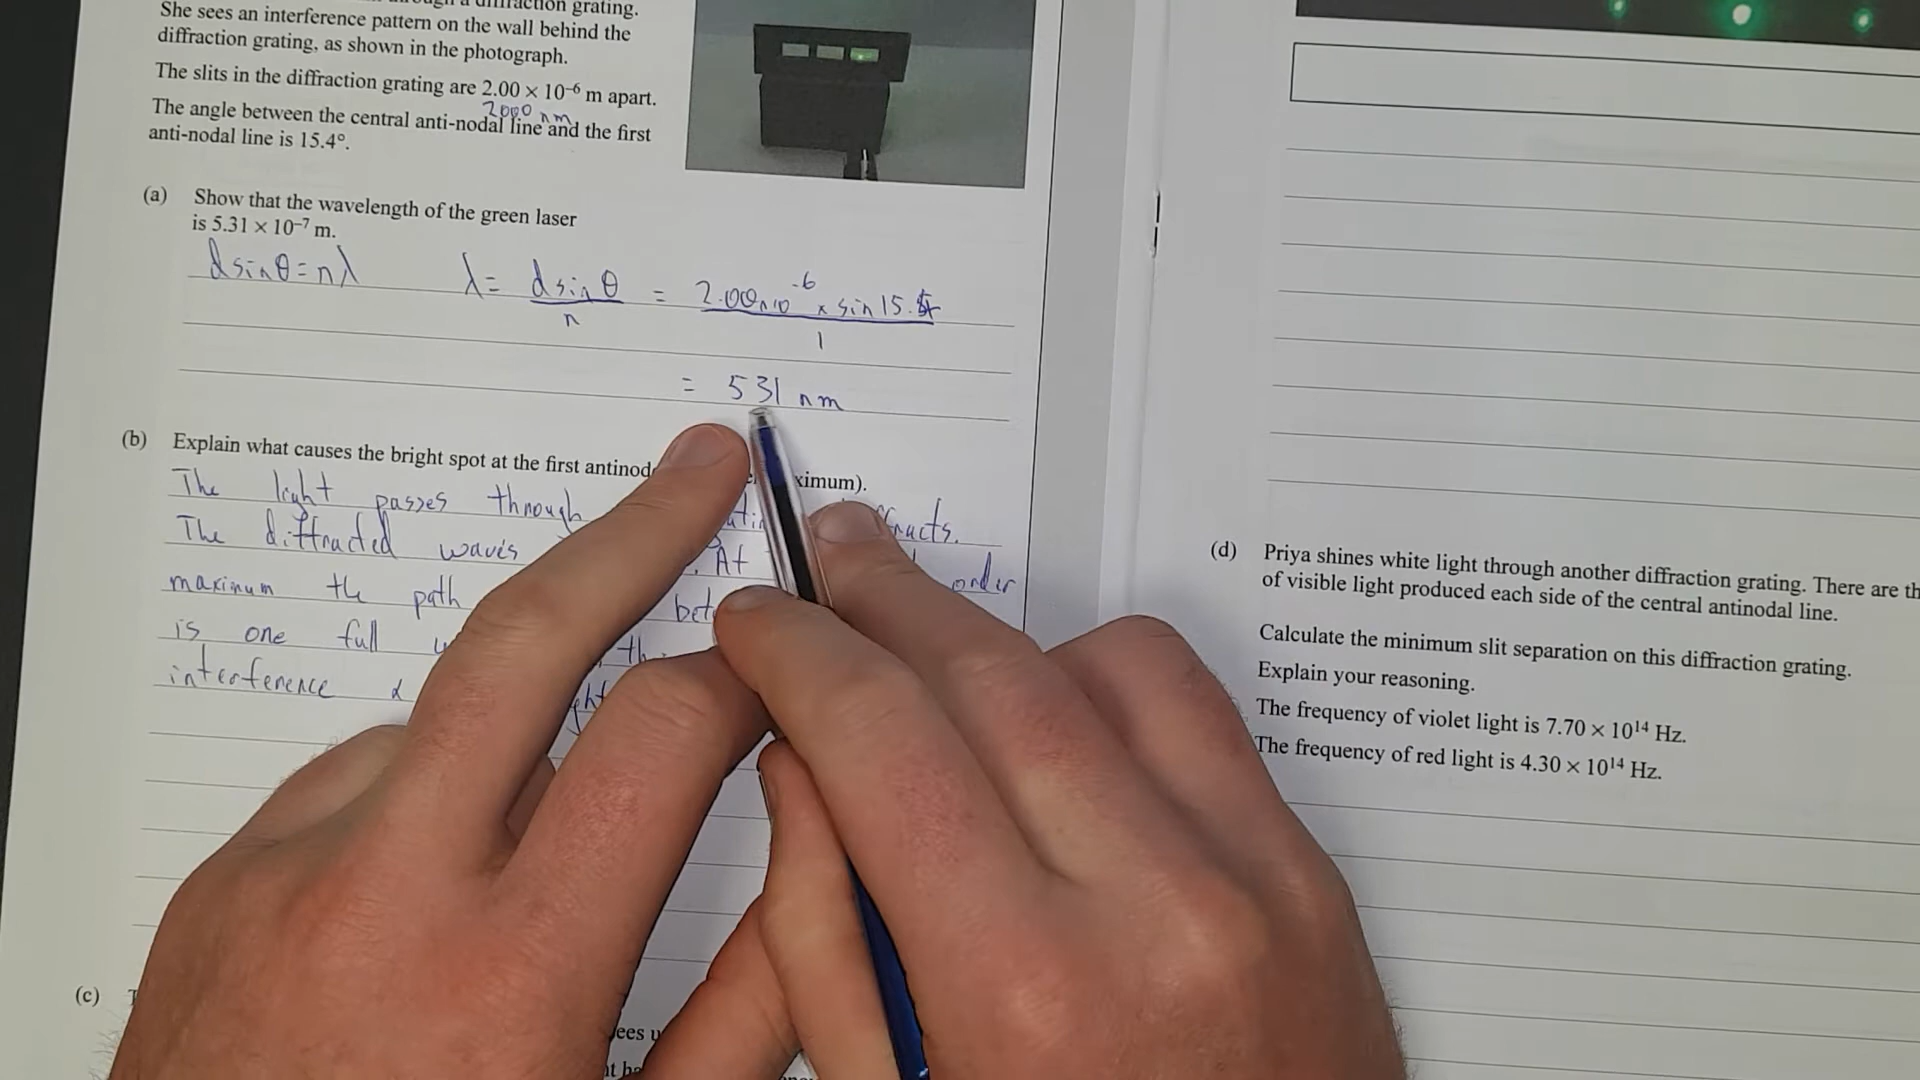 diffraction grating.
She sees an interference pattern on the wall behind the
diffraction grating, as shown in the photograph.
The slits in the diffraction grating are 2.00 × 10⁻⁶ m apart.
2000 nm
The angle between the central anti-nodal line and the first
anti-nodal line is 15.4°.
(a) Show that the wavelength of the green laser
is 5.31 × 10⁻⁷ m.
dsinθ=nλ λ= dsinθ/n = 2.00×10⁻⁶ × sin 15.4/1
= 531 nm
(b) Explain what causes the bright spot at the first
The light passes through
The diffracted waves At
maximum the path order
is one full
interference &
(c)
(d) Priya shines white light through another diffraction grating. There are
of visible light produced each side of the central antinodal line.
Calculate the minimum slit separation on this diffraction grating.
Explain your reasoning.
The frequency of violet light is 7.70 × 10¹⁴ Hz.
The frequency of red light is 4.30 × 10¹⁴ Hz.